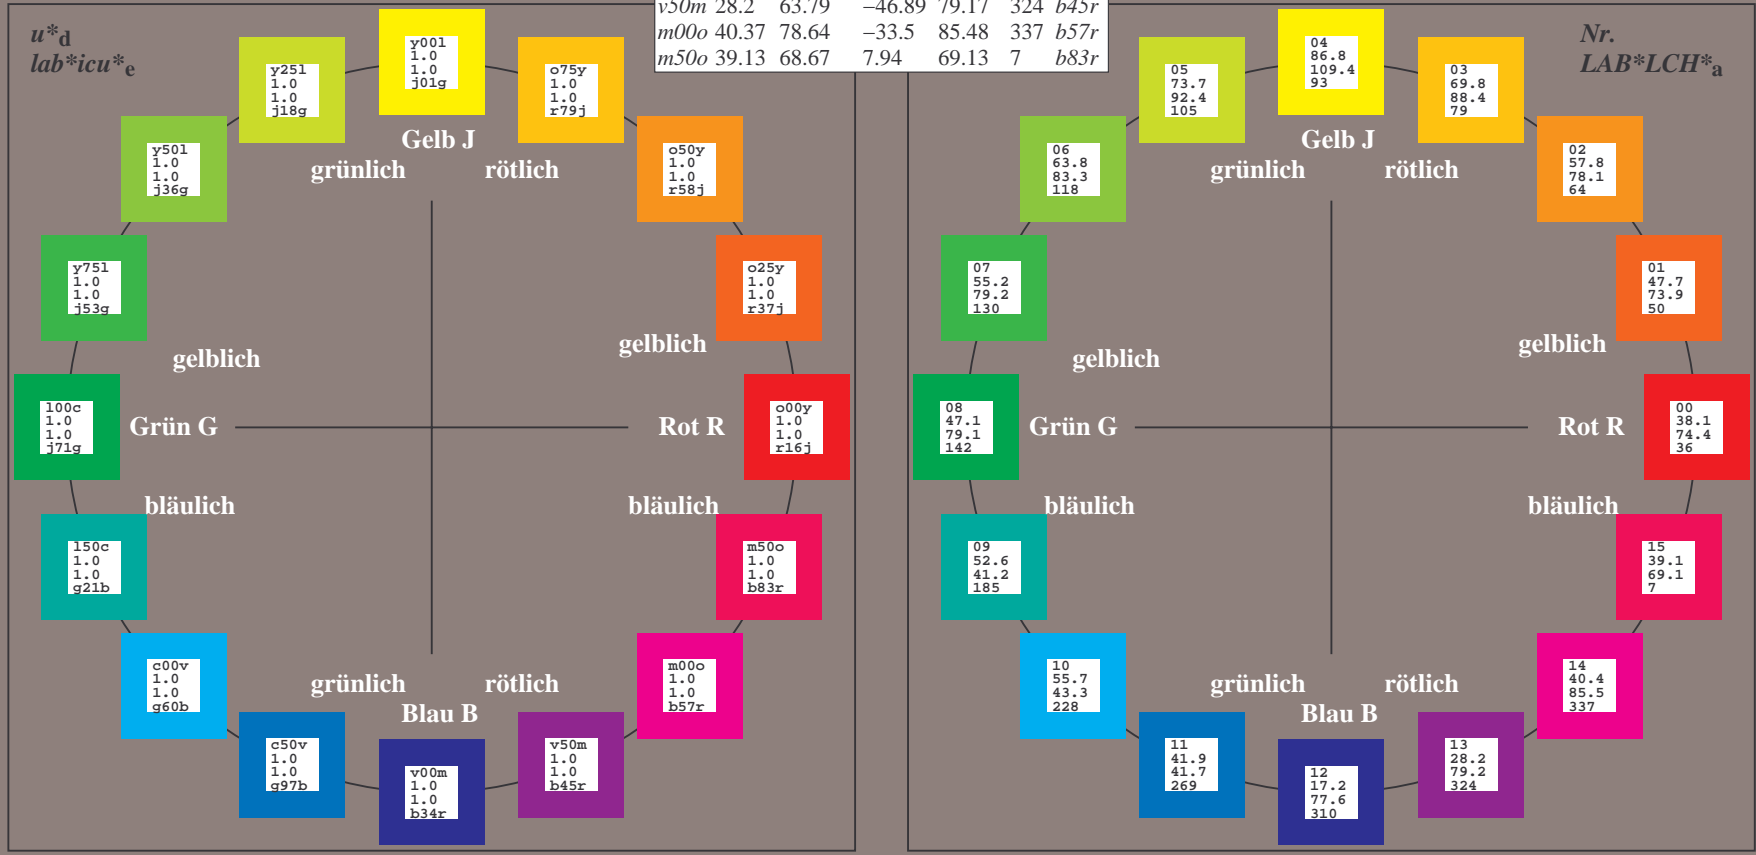 v50m 28.2 63.79 −46.89 79.17 324 b45r
m00o 40.37 78.64 −33.5 85.48 337 b57r
m50o 39.13 68.67 7.94 69.13 7 b83r
u*d
lab*icu*e
y00l
1.0
1.0
j01g
y25l
1.0
1.0
j18g
o75y
1.0
1.0
r79j
y50l
1.0
1.0
j36g
o50y
1.0
1.0
r58j
Gelb J
grünlich rötlich
y75l
1.0
1.0
j53g
o25y
1.0
1.0
r37j
gelblich
gelblich
l00c
1.0
1.0
j71g
Grün G
Rot R
o00y
1.0
1.0
r16j
bläulich
bläulich
l50c
1.0
1.0
g21b
m50o
1.0
1.0
b83r
c00v
1.0
1.0
g60b
m00o
1.0
1.0
b57r
grünlich rötlich
Blau B
c50v
1.0
1.0
g97b
v00m
1.0
1.0
b34r
v50m
1.0
1.0
b45r
Nr.
LAB*LCH*a
04
86.8
109.4
93
05
73.7
92.4
105
03
69.8
88.4
79
06
63.8
83.3
118
02
57.8
78.1
64
Gelb J
grünlich rötlich
07
55.2
79.2
130
01
47.7
73.9
50
gelblich
gelblich
08
47.1
79.1
142
Grün G
Rot R
00
38.1
74.4
36
bläulich
bläulich
09
52.6
41.2
185
15
39.1
69.1
7
10
55.7
43.3
228
14
40.4
85.5
337
grünlich rötlich
Blau B
11
41.9
41.7
269
12
17.2
77.6
310
13
28.2
79.2
324